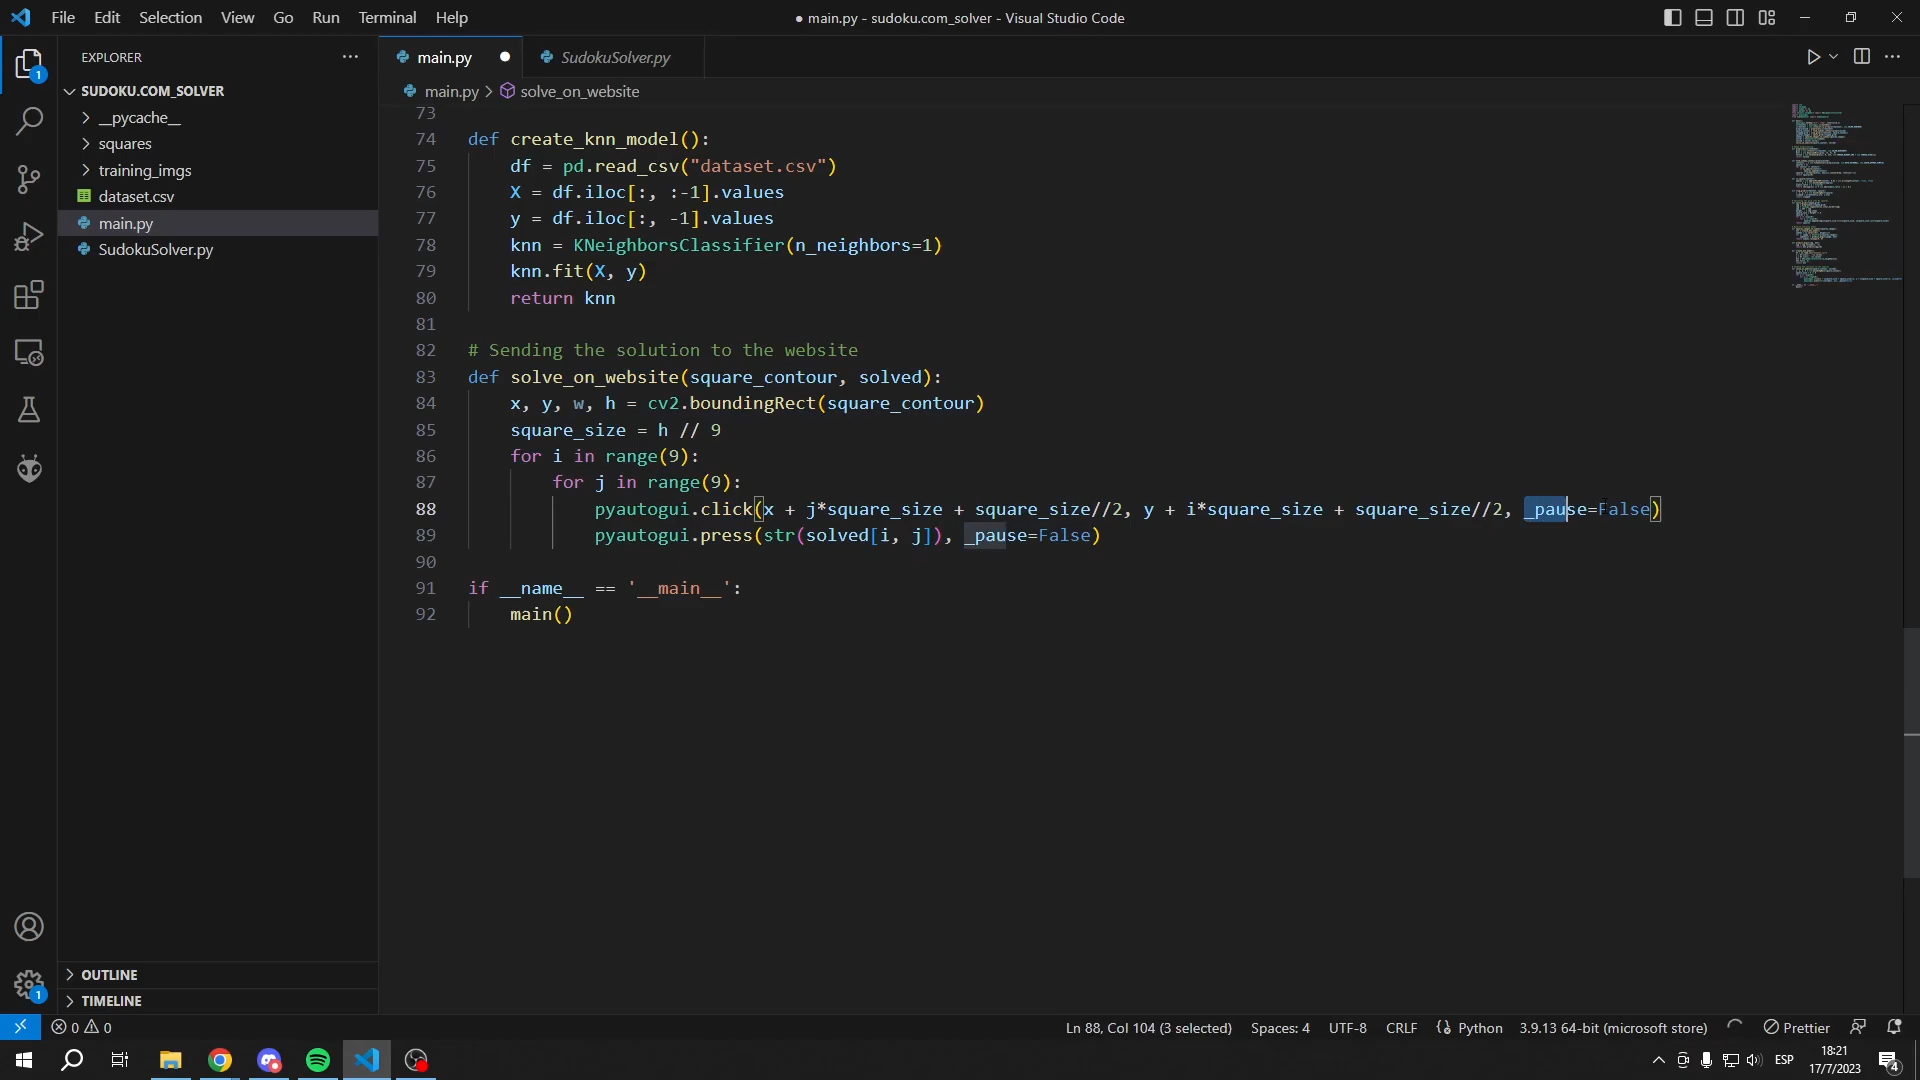 File Edit Selection View Go Run Terminal Help
● main.py - sudoku.com_solver - Visual Studio Code
EXPLORER
SUDOKU.COM_SOLVER
__pycache__
squares
training_imgs
dataset.csv
main.py
SudokuSolver.py
OUTLINE
TIMELINE
1
1
main.py
SudokuSolver.py
main.py > solve_on_website
73
74 def create_knn_model():
75 df = pd.read_csv("dataset.csv")
76 X = df.iloc[:, :-1].values
77 y = df.iloc[:, -1].values
78 knn = KNeighborsClassifier(n_neighbors=1)
79 knn.fit(X, y)
80 return knn
81
82 # Sending the solution to the website
83 def solve_on_website(square_contour, solved):
84 x, y, w, h = cv2.boundingRect(square_contour)
85 square_size = h // 9
86 for i in range(9):
87 for j in range(9):
88 pyautogui.click(x + j*square_size + square_size//2, y + i*square_size + square_size//2, _pause=False)
89 pyautogui.press(str(solved[i, j]), _pause=False)
90
91 if __name__ == '__main__':
92 main()
0 0
Ln 88, Col 104 (3 selected) Spaces: 4 UTF-8 CRLF Python 3.9.13 64-bit (microsoft store) Prettier
ESP
18:21
17/7/2023
4